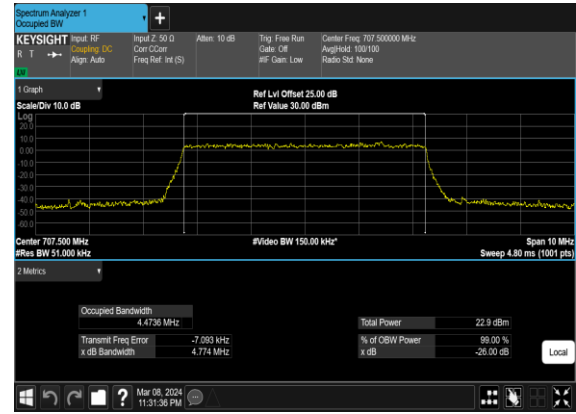 Spectrum Analyzer 1
Occupied BW
+
KEYSIGHT
R T
LXI
Input: RF
Coupling: DC
Align: Auto
Input Z: 50 Ω
Corr CCorr
Freq Ref: Int (S)
Atten: 10 dB
Trig: Free Run
Gate: Off
#IF Gain: Low
Center Freq: 707.500000 MHz
Avg|Hold: 100/100
Radio Std: None
1 Graph
Scale/Div 10.0 dB
Ref Lvl Offset 25.00 dB
Ref Value 30.00 dBm
Log
20.0
10.0
0.00
-10.0
-20.0
-30.0
-40.0
-50.0
-60.0
Center 707.500 MHz
#Res BW 51.000 kHz
#Video BW 150.00 kHz*
Span 10 MHz
Sweep 4.80 ms (1001 pts)
2 Metrics
Occupied Bandwidth
4.4736 MHz
Total Power 22.9 dBm
Transmit Freq Error -7.093 kHz
% of OBW Power 99.00 %
x dB Bandwidth 4.774 MHz
x dB -26.00 dB
Local
?
Mar 08, 2024
11:31:36 PM